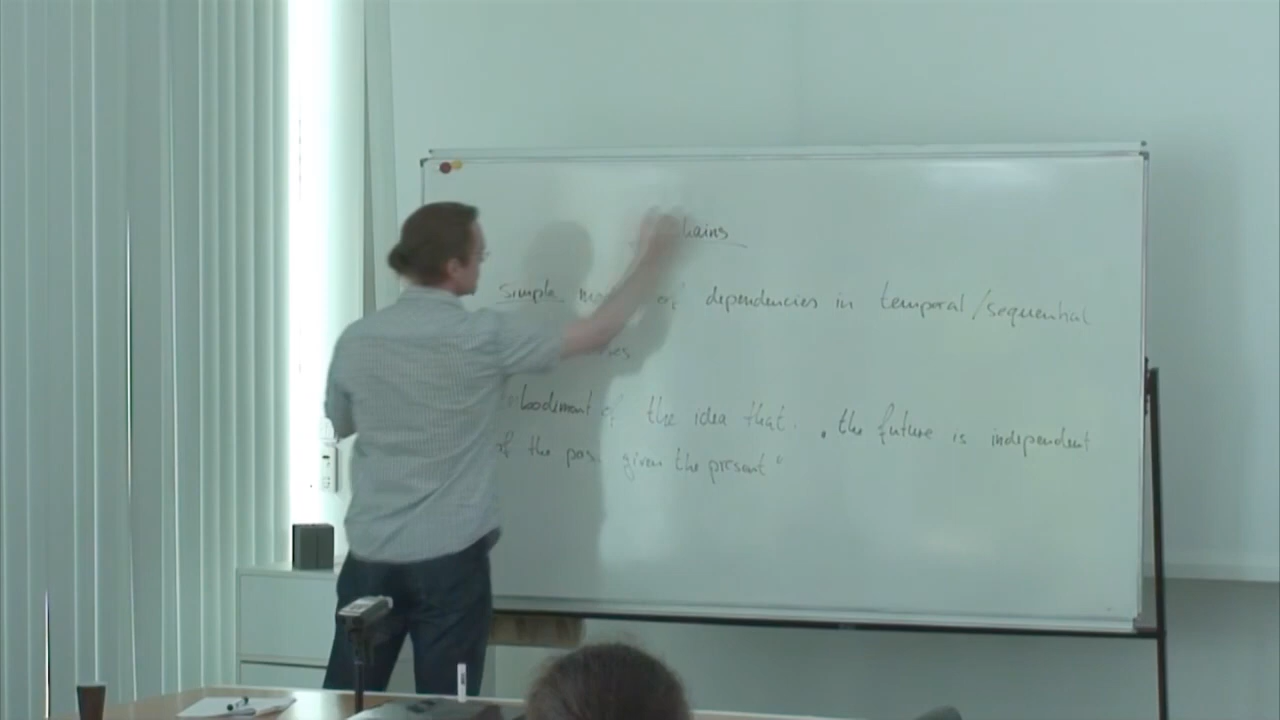 hains
Simple of dependencies in temporal/sequential
bodiment of the idea that . „ the future is independent
of the past given the present "